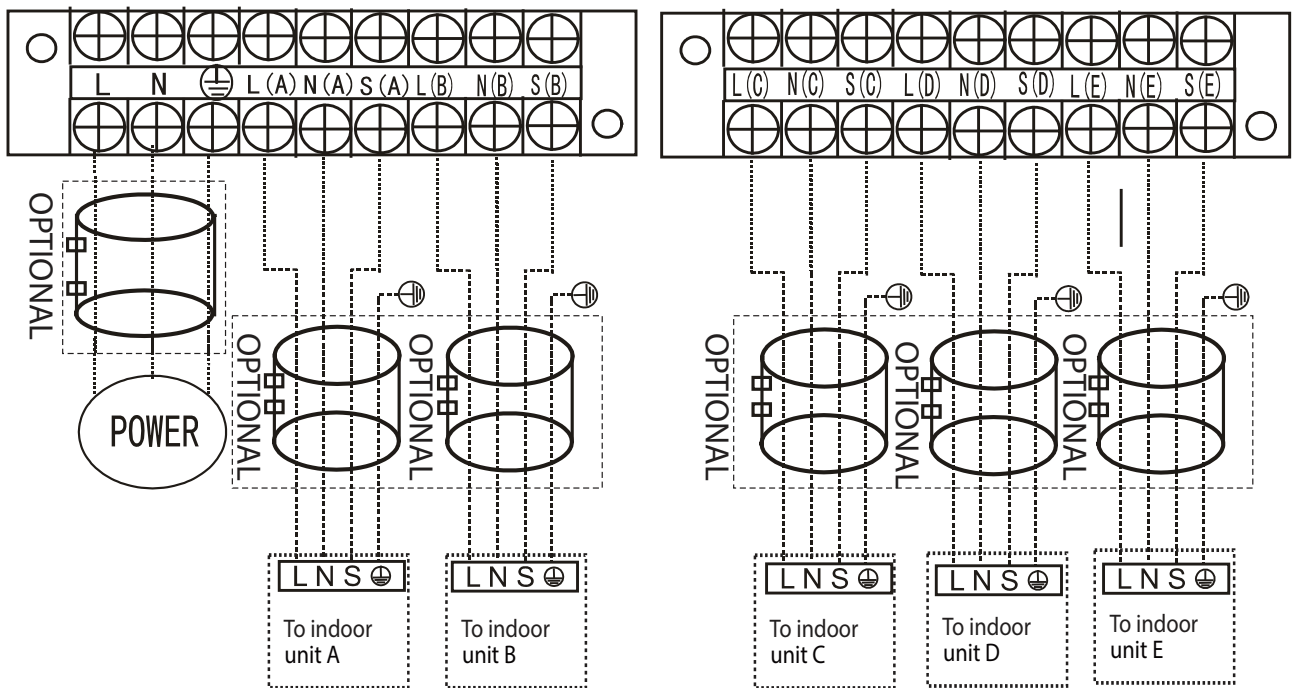 L N L (A) N (A) S (A) L (B) N (B) S (B)
L (C) N (C) S (C) L (D) N (D) S (D) L (E) N (E) S (E)
OPTIONAL
POWER
OPTIONAL
OPTIONAL
OPTIONAL
OPTIONAL
OPTIONAL
L N S
To indoor
unit A
L N S
To indoor
unit B
L N S
To indoor
unit C
L N S
To indoor
unit D
L N S
To indoor
unit E